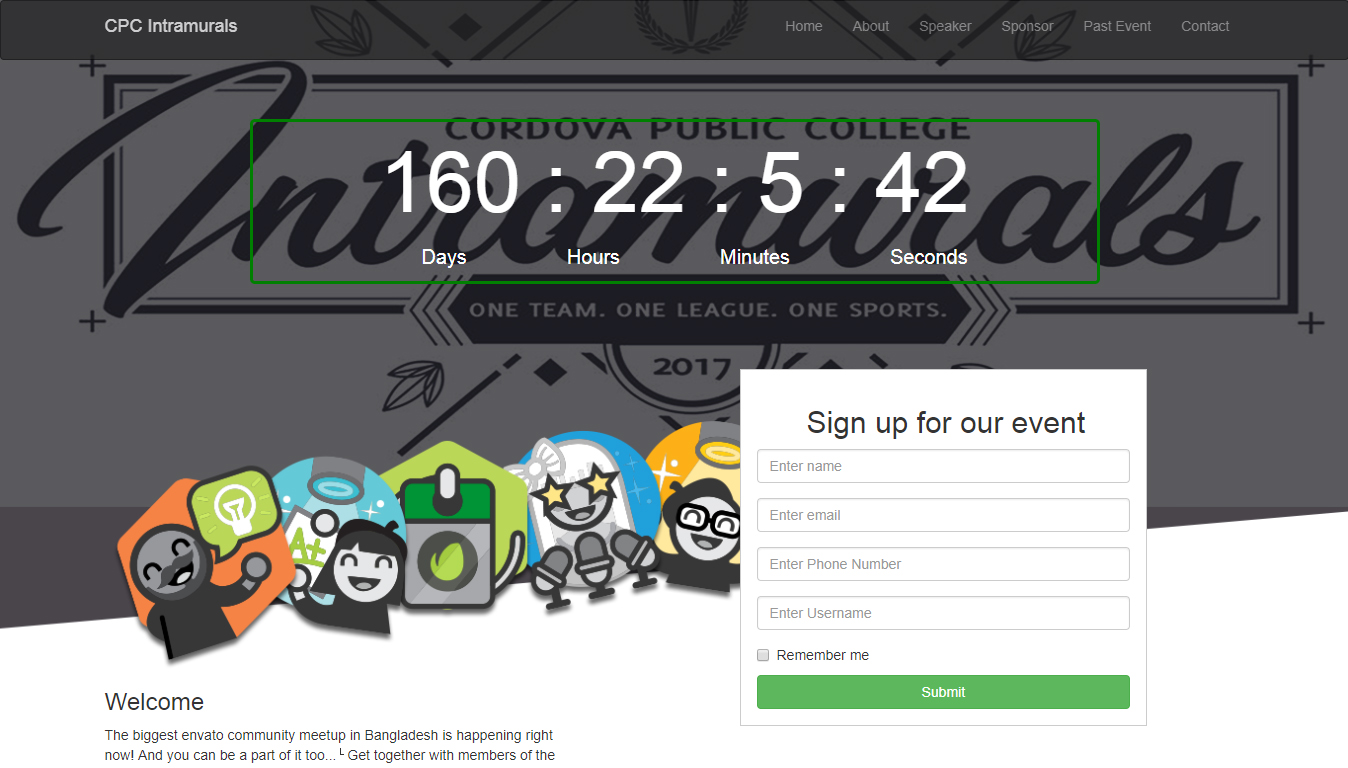 CPC Intramurals
Home About Speaker Sponsor Past Event Contact
CORDOVA PUBLIC COLLEGE
Intramurals
160 : 22 : 5 : 42
Days Hours Minutes Seconds
ONE TEAM. ONE LEAGUE. ONE SPORTS.
2017
Sign up for our event
Enter name
Enter email
Enter Phone Number
Enter Username
Remember me
Submit
A+
Welcome
The biggest envato community meetup in Bangladesh is happening right
now! And you can be a part of it too... └ Get together with members of the